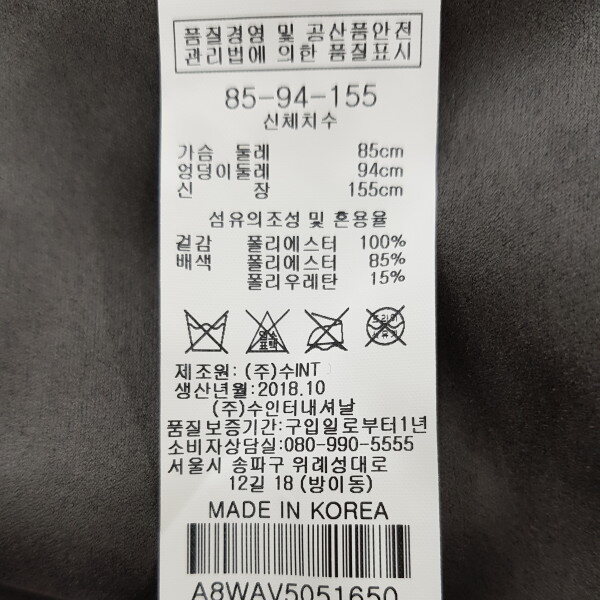 품질경영 및 공산품안전
관리법에 의한 품질표시
85-94-155
신체치수
가슴 둘레 85cm
엉덩이둘레 94cm
신 장 155cm
섬유의조성 및 혼용율
겉감 폴리에스터 100%
배색 폴리에스터 85%
폴리우레탄 15%
염소
표백
드라이
제조원: (주)수INT
생산년월:2018.10
(주)수인터내셔날
품질보증기간:구입일로부터1년
소비자상담실:080-990-5555
서울시 송파구 위례성대로
12길 18 (방이동)
MADE IN KOREA
A8WAV5051650